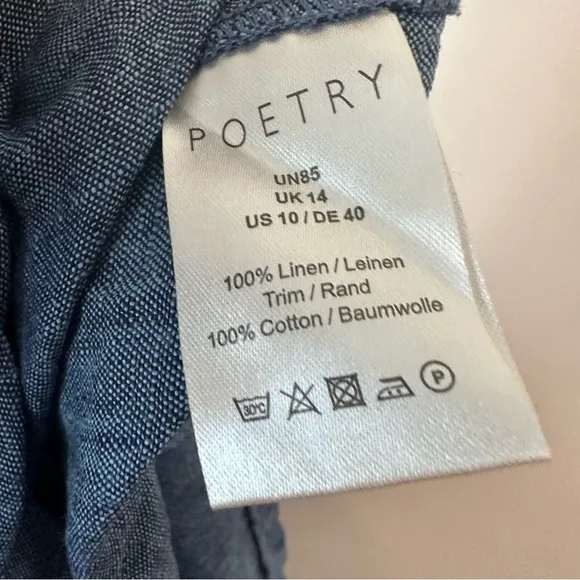 POETRY
UN85
UK 14
US 10 / DE 40
100% Linen / Leinen
Trim / Rand
100% Cotton / Baumwolle
30°C P